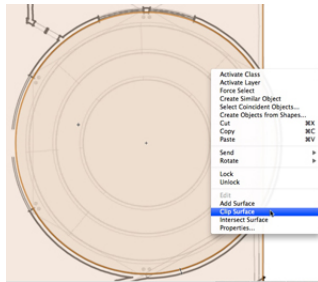 Activate Class
Activate Layer
Force Select
Create Similar Object
Select Coincident Objects...
Create Objects from Shapes...
Cut ⌘X
Copy ⌘C
Paste ⌘V
Send
Rotate
Lock
Unlock
Edit
Add Surface
Clip Surface
Intersect Surface
Properties...